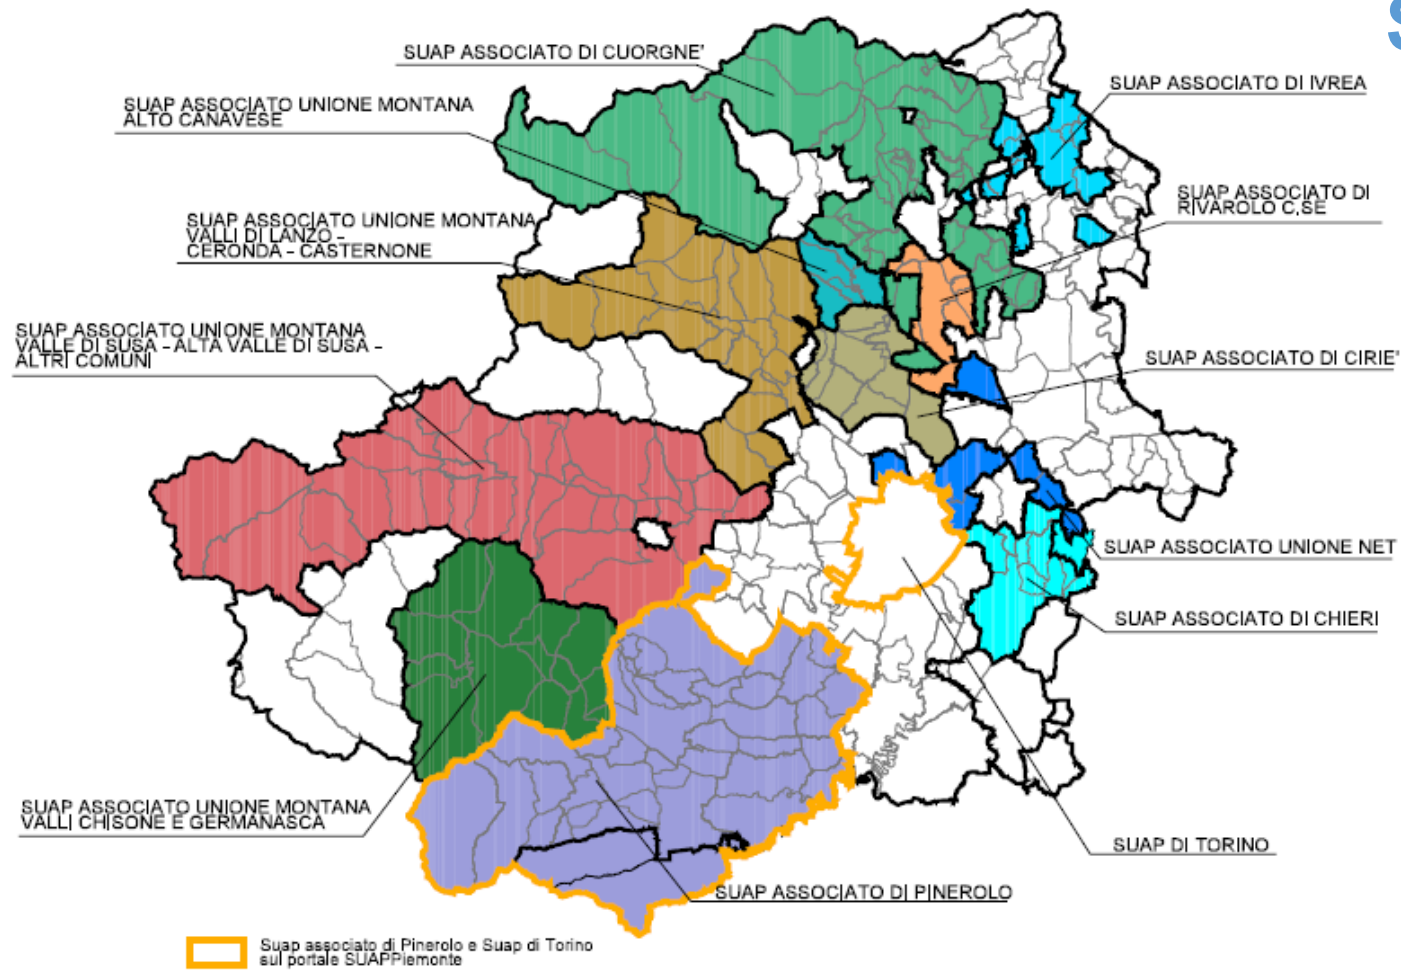 S
SUAP ASSOCIATO DI CUORGNE'
SUAP ASSOCIATO DI IVREA
SUAP ASSOCIATO UNIONE MONTANA
ALTO CANAVESE
SUAP ASSOCIATO DI
RIVAROLO C.SE
SUAP ASSOCIATO UNIONE MONTANA
VALLI DI LANZO -
CERONDA - CASTERNONE
SUAP ASSOCIATO UNIONE MONTANA
VALLE DI SUSA - ALTA VALLE DI SUSA -
ALTRI COMUNI
SUAP ASSOCIATO DI CIRIE'
SUAP ASSOCIATO UNIONE NET
SUAP ASSOCIATO DI CHIERI
SUAP ASSOCIATO UNIONE MONTANA
VALLI CHISONE E GERMANASCA
SUAP DI TORINO
SUAP ASSOCIATO DI PINEROLO
Suap associato di Pinerolo e Suap di Torino
sul portale SUAPPiemonte